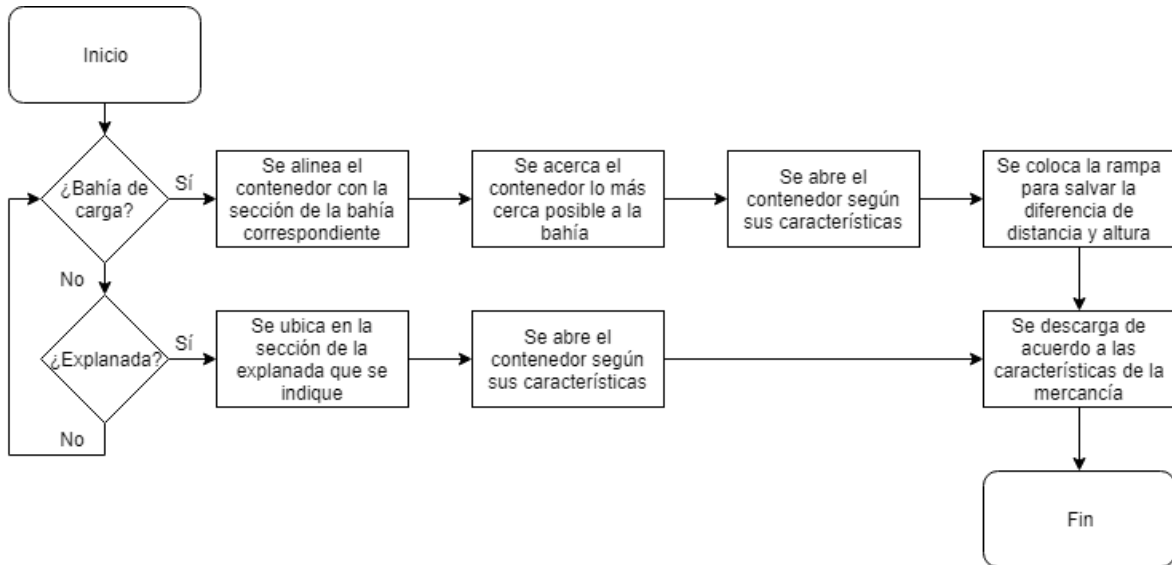 Inicio
¿Bahía de
carga?
Sí
Se alinea el
contenedor con la
sección de la bahía
correspondiente
Se acerca el
contenedor lo más
cerca posible a la
bahía
Se abre el
contenedor según
sus características
Se coloca la rampa
para salvar la
diferencia de
distancia y altura
No
¿Explanada?
Sí
Se ubica en la
sección de la
explanada que se
indique
Se abre el
contenedor según
sus características
Se descarga de
acuerdo a las
características de la
mercancía
No
Fin